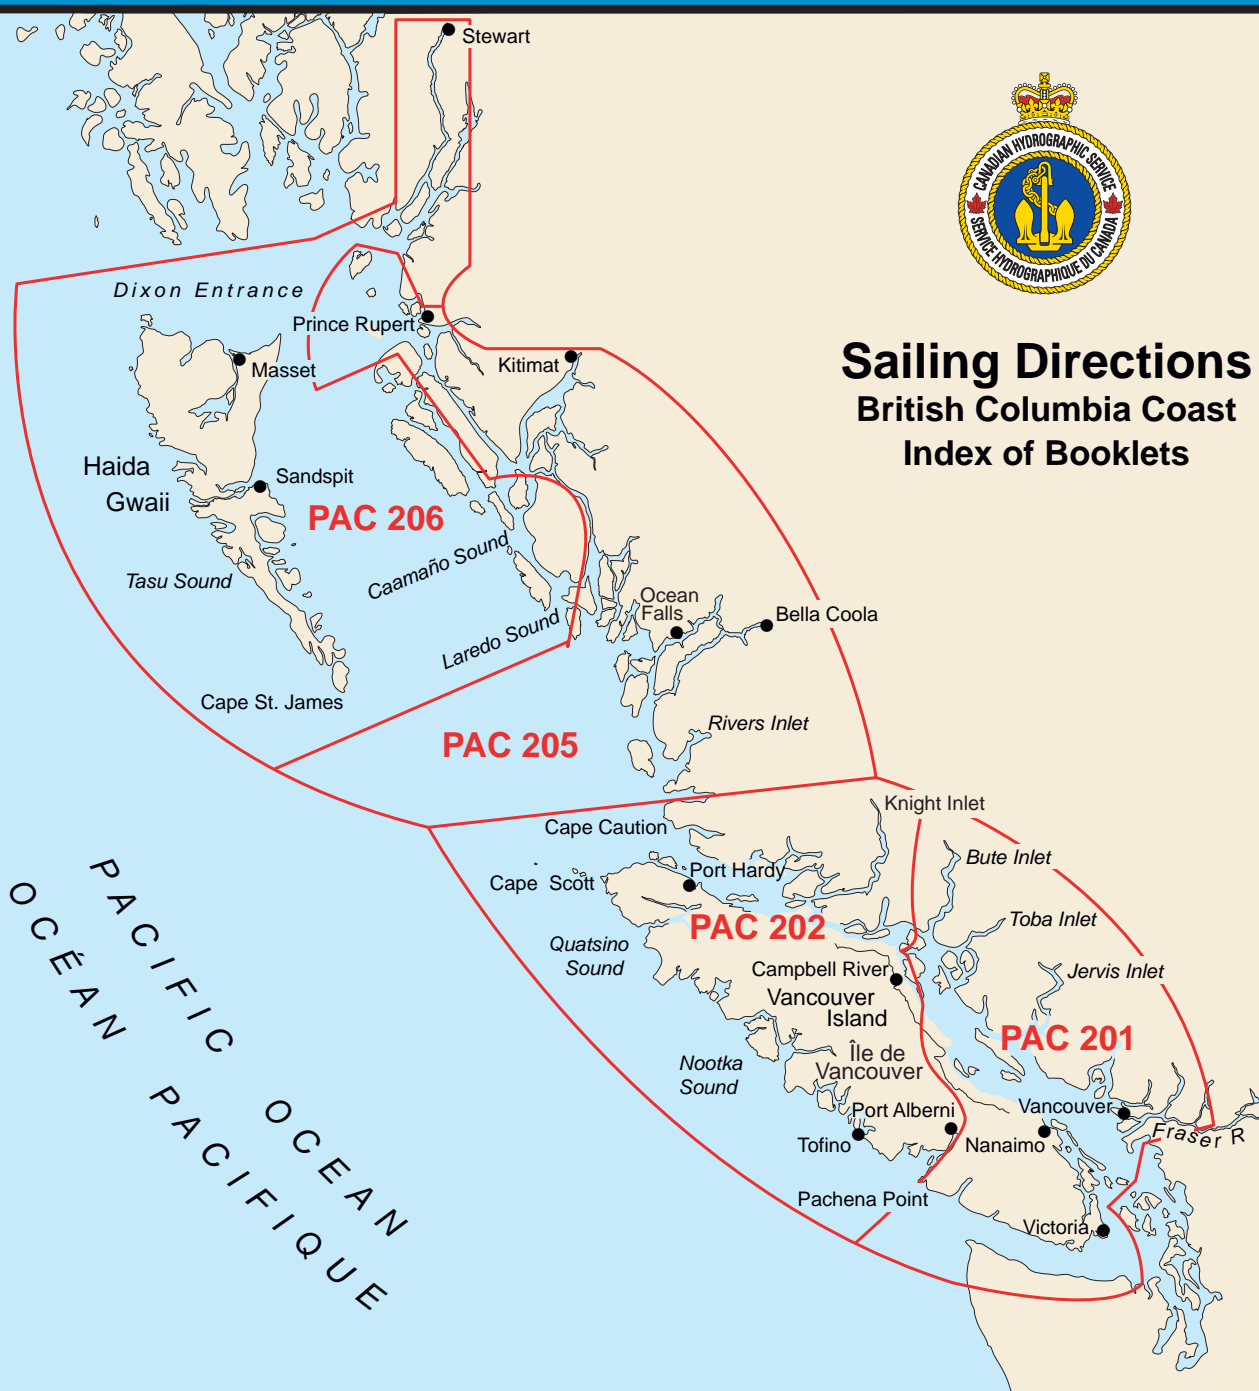 Stewart
CANADIAN HYDROGRAPHIC SERVICE
SERVICE HYDROGRAPHIQUE DU CANADA
Dixon Entrance
Prince Rupert
Masset
Kitimat
Sailing Directions
British Columbia Coast
Index of Booklets
Haida
Gwaii
Sandspit
PAC 206
Tasu Sound
Caamaño Sound
Ocean
Falls
Bella Coola
Laredo Sound
Cape St. James
PAC 205
Rivers Inlet
Knight Inlet
Cape Caution
Bute Inlet
Port Hardy
Cape Scott
PAC 202
Toba Inlet
Quatsino
Sound
Campbell River
Jervis Inlet
Vancouver
Island
PAC 201
Île de
Vancouver
Nootka
Sound
Port Alberni
Vancouver
Fraser R
Tofino
Nanaimo
Pachena Point
Victoria
PACIFIC OCEAN
OCÉAN PACIFIQUE